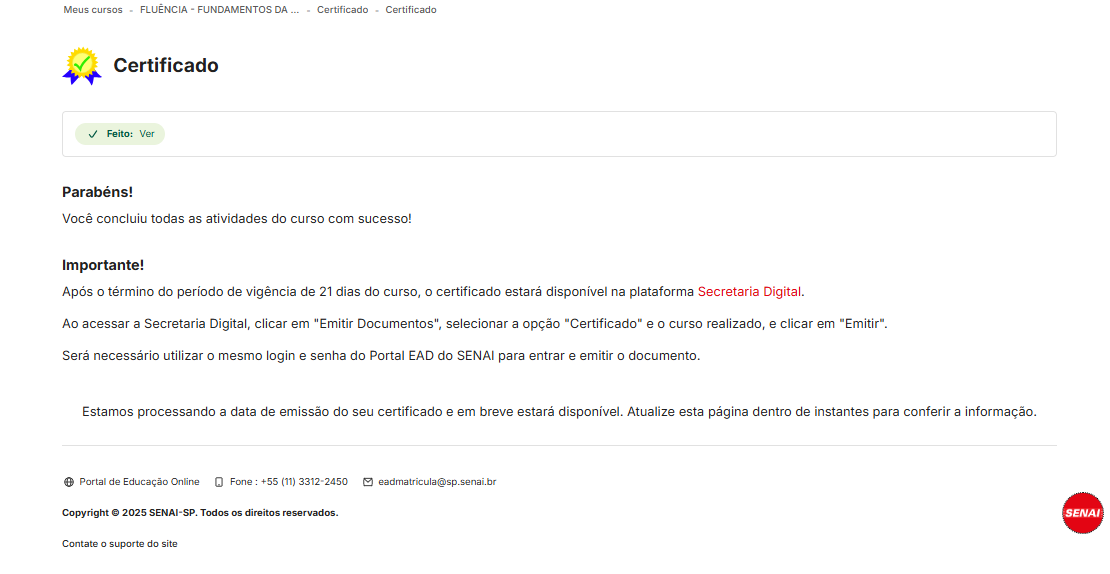 Meus cursos - FLUÊNCIA - FUNDAMENTOS DA ... - Certificado - Certificado
Certificado
Feito: Ver
Parabéns!
Você concluiu todas as atividades do curso com sucesso!
Importante!
Após o término do período de vigência de 21 dias do curso, o certificado estará disponível na plataforma Secretaria Digital.
Ao acessar a Secretaria Digital, clicar em "Emitir Documentos", selecionar a opção "Certificado" e o curso realizado, e clicar em "Emitir".
Será necessário utilizar o mesmo login e senha do Portal EAD do SENAI para entrar e emitir o documento.
Estamos processando a data de emissão do seu certificado e em breve estará disponível. Atualize esta página dentro de instantes para conferir a informação.
Portal de Educação Online Fone : +55 (11) 3312-2450 eadmatricula@sp.senai.br
Copyright © 2025 SENAI-SP. Todos os direitos reservados.
SENAI
Contate o suporte do site